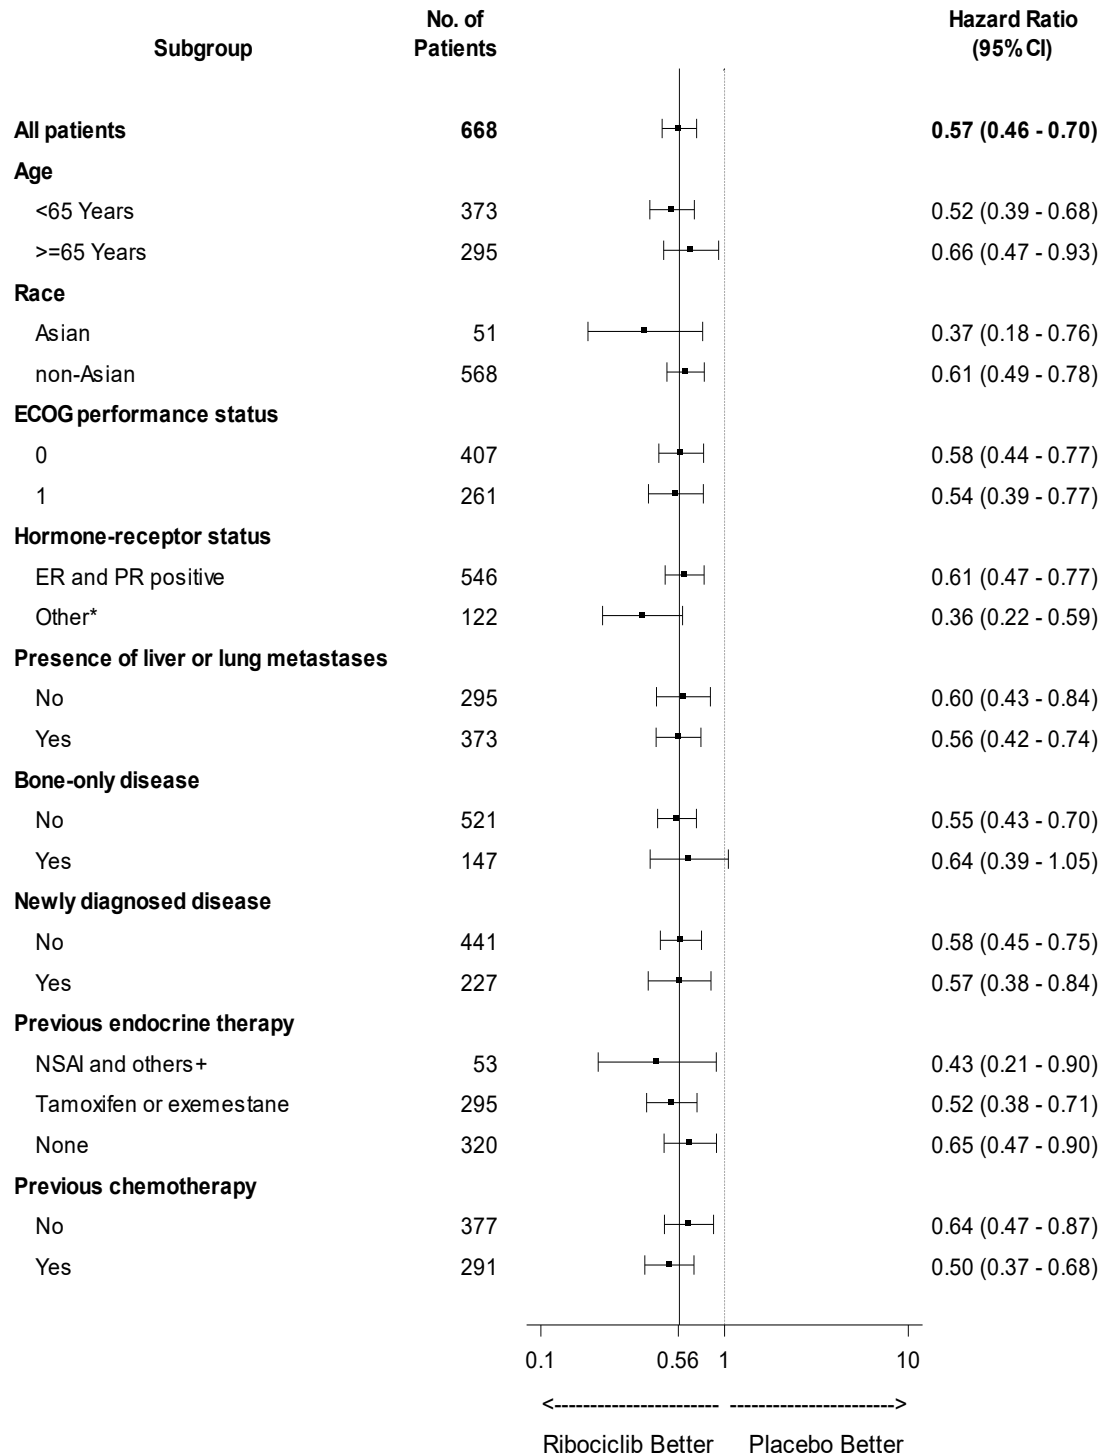 Subgroup No. of Patients Hazard Ratio (95% CI)
All patients 668 0.57 (0.46 - 0.70)
Age
<65 Years 373 0.52 (0.39 - 0.68)
>=65 Years 295 0.66 (0.47 - 0.93)
Race
Asian 51 0.37 (0.18 - 0.76)
non-Asian 568 0.61 (0.49 - 0.78)
ECOG performance status
0 407 0.58 (0.44 - 0.77)
1 261 0.54 (0.39 - 0.77)
Hormone-receptor status
ER and PR positive 546 0.61 (0.47 - 0.77)
Other* 122 0.36 (0.22 - 0.59)
Presence of liver or lung metastases
No 295 0.60 (0.43 - 0.84)
Yes 373 0.56 (0.42 - 0.74)
Bone-only disease
No 521 0.55 (0.43 - 0.70)
Yes 147 0.64 (0.39 - 1.05)
Newly diagnosed disease
No 441 0.58 (0.45 - 0.75)
Yes 227 0.57 (0.38 - 0.84)
Previous endocrine therapy
NSAI and others+ 53 0.43 (0.21 - 0.90)
Tamoxifen or exemestane 295 0.52 (0.38 - 0.71)
None 320 0.65 (0.47 - 0.90)
Previous chemotherapy
No 377 0.64 (0.47 - 0.87)
Yes 291 0.50 (0.37 - 0.68)
0.1 0.56 1 10
<------------------------ ------------------------>
Ribociclib Better Placebo Better